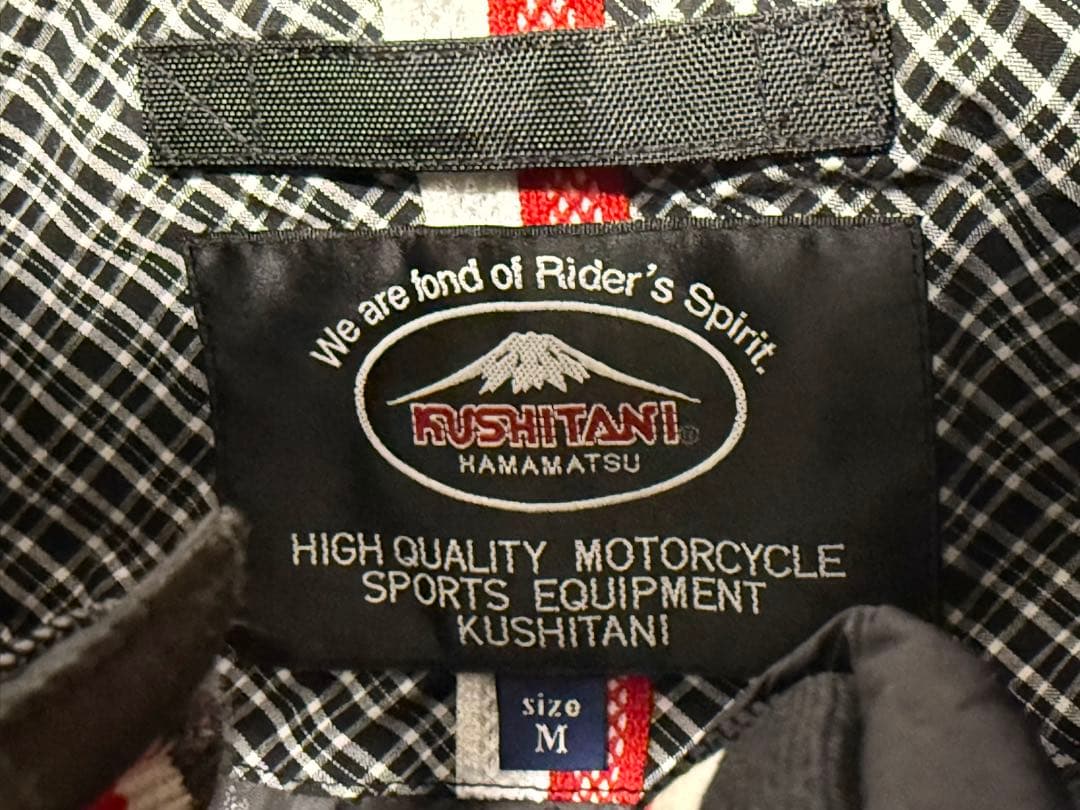 We are fond of Rider's Spirit.
KUSHITANI®
HAMAMATSU
HIGH QUALITY MOTORCYCLE
SPORTS EQUIPMENT
KUSHITANI
size
M